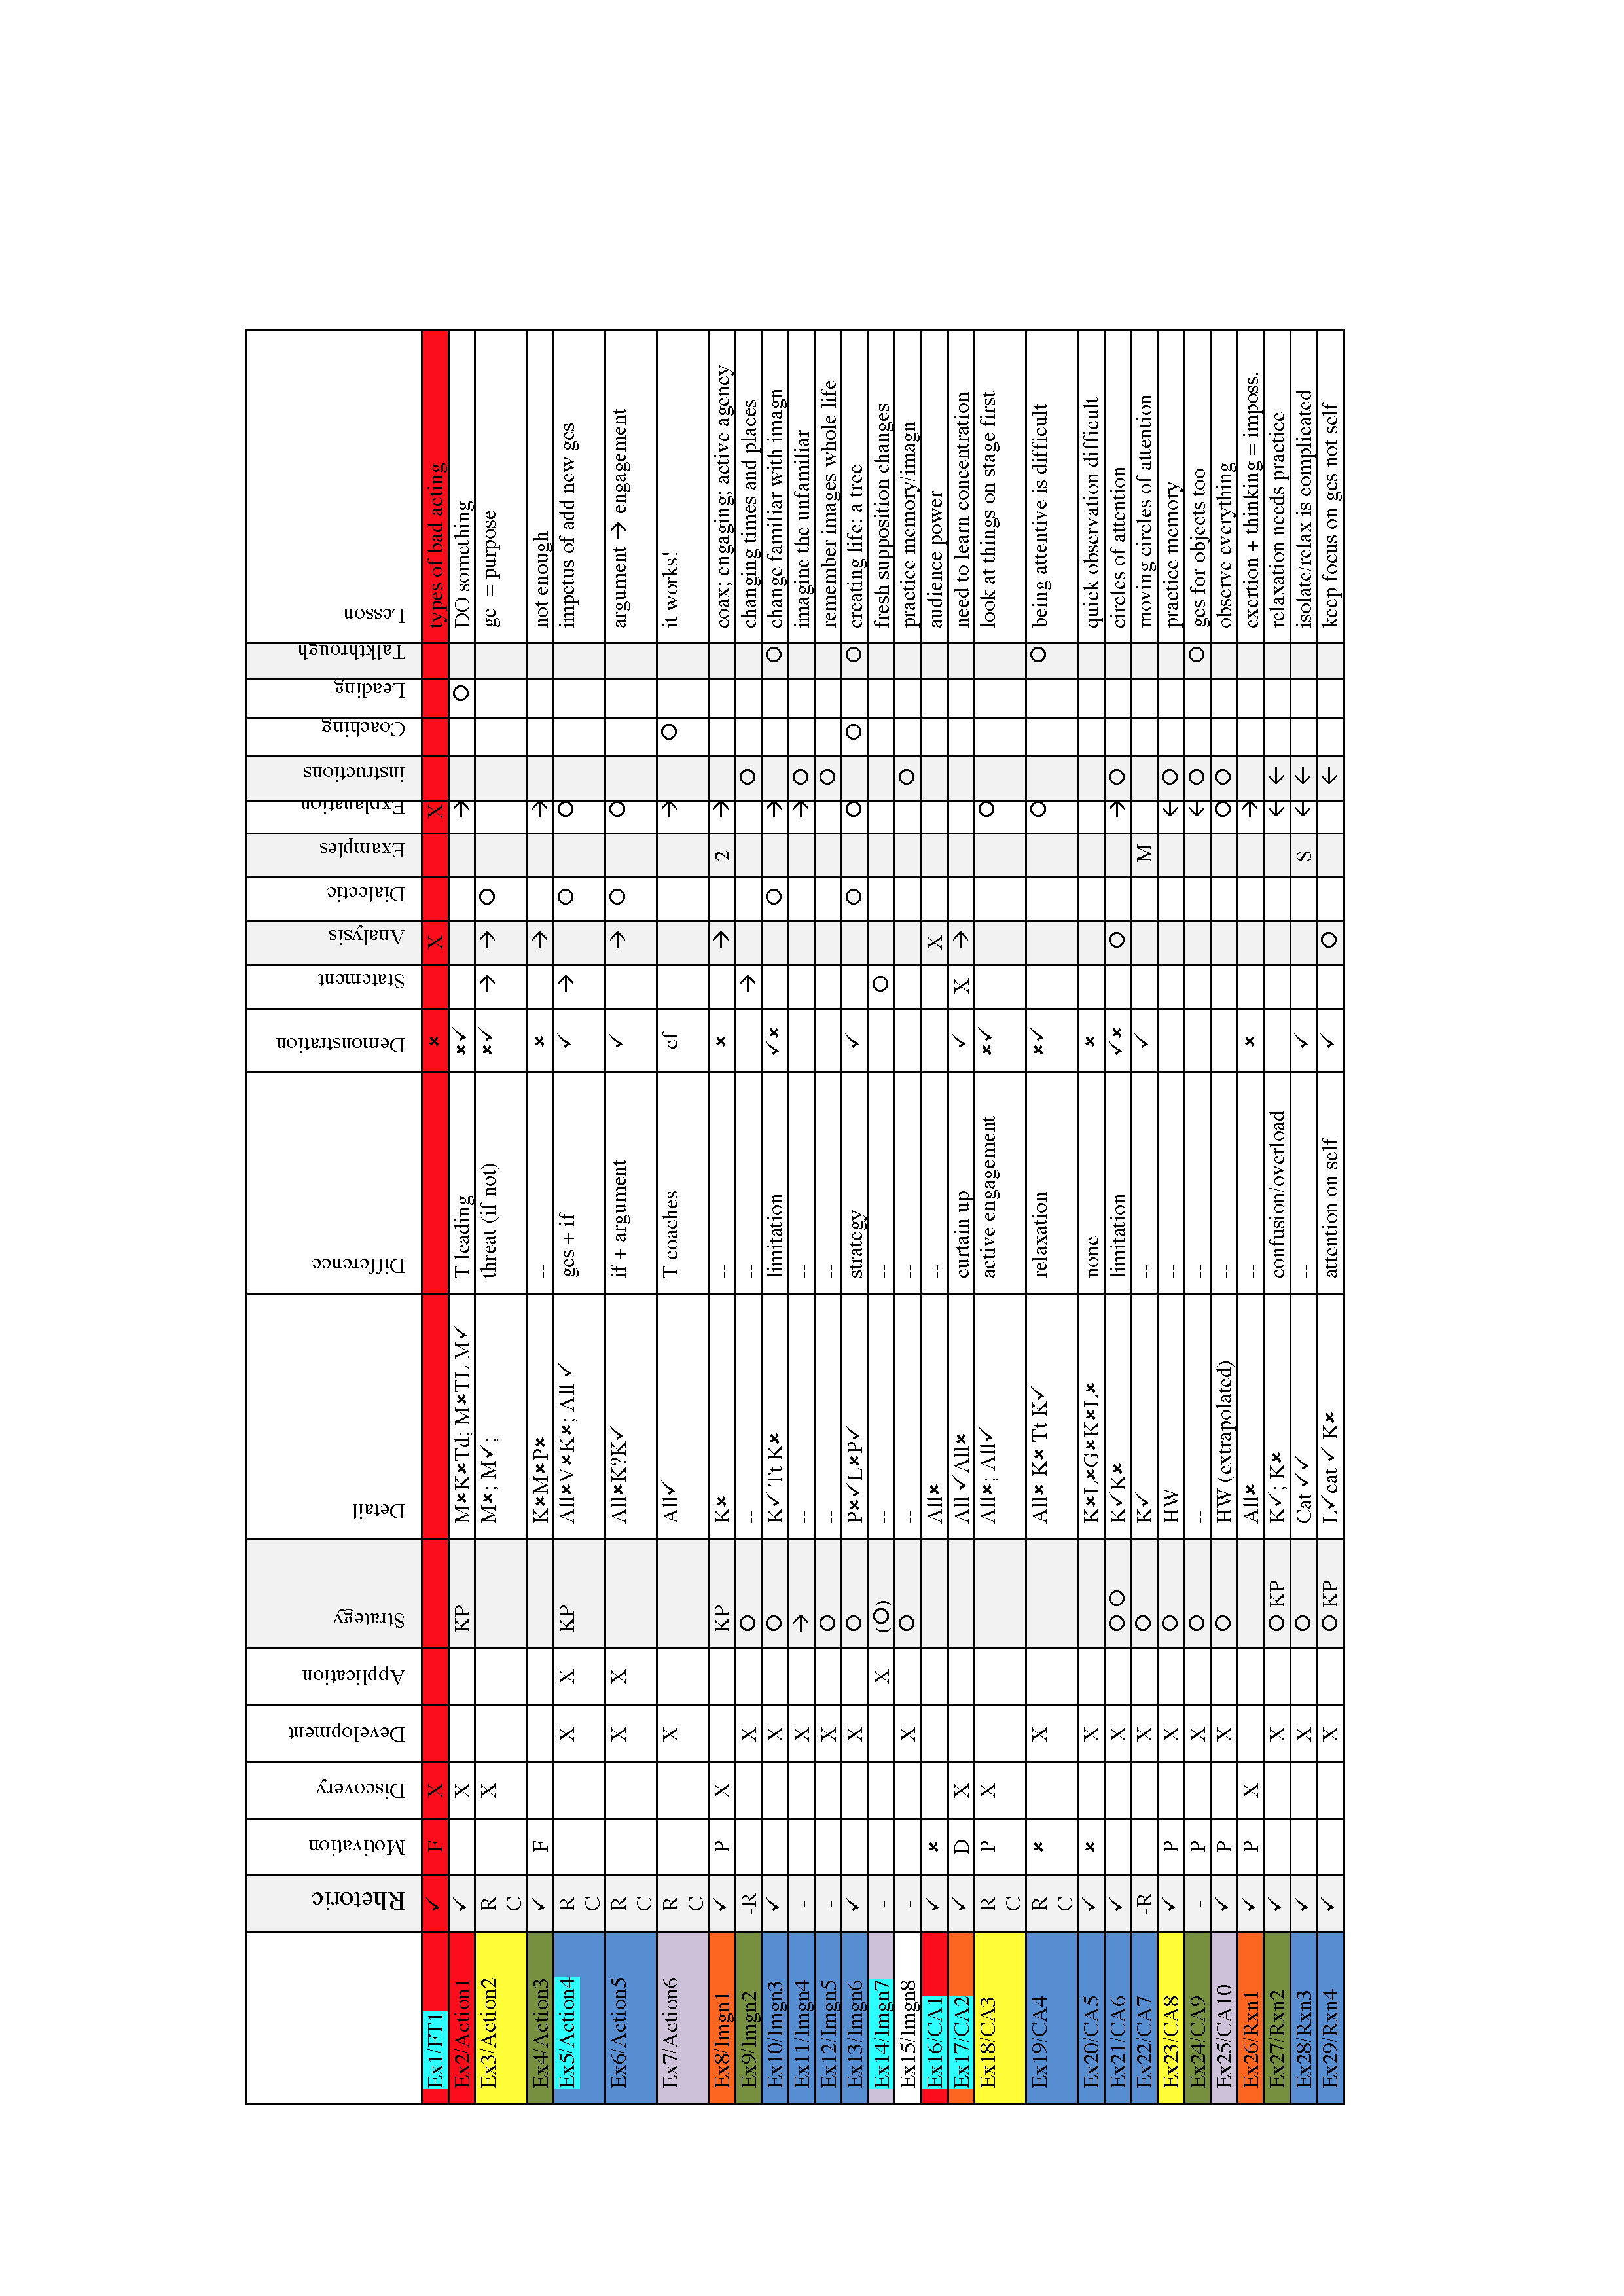 Rhetoric Motivation Discovery Development Application Strategy Detail Difference Demonstration Statement Analysis Dialectic Examples Explanation instructions Coaching Leading Talkthrough Lesson
Ex1/FT1 ✓ F X ✗ X X types of bad acting
Ex2/Action1 ✓ X KP M✗K✗Td; M✗TL M✓ T leading ✗✓ → O DO something
Ex3/Action2 R C X M✗; M✓; threat (if not) ✗✓ → → O gc = purpose
Ex4/Action3 ✓ F K✗M✗P✗ -- ✗ → → not enough
Ex5/Action4 R C X X KP All✗V✗K✗; All ✓ gcs + if ✓ → O O impetus of add new gcs
Ex6/Action5 R C X X All✗K?K✓ if + argument ✓ → O O argument → engagement
Ex7/Action6 R C X All✓ T coaches cf → O it works!
Ex8/Imgn1 ✓ P X KP K✗ -- ✗ → 2 → coax; engaging; active agency
Ex9/Imgn2 -R X O -- -- → O changing times and places
Ex10/Imgn3 ✓ X O K✓ Tt K✗ limitation ✓✗ O → O change familiar with imagn
Ex11/Imgn4 - X → -- -- → O imagine the unfamiliar
Ex12/Imgn5 - X O -- -- O remember images whole life
Ex13/Imgn6 ✓ X O P✗✓L✗P✓ strategy ✓ O O O O creating life: a tree
Ex14/Imgn7 - X (O) -- -- O fresh supposition changes
Ex15/Imgn8 - X O -- -- O practice memory/imagn
Ex16/CA1 ✓ ✗ All✗ -- X audience power
Ex17/CA2 ✓ D X All ✓All✗ curtain up ✓ X → need to learn concentration
Ex18/CA3 R C P X All✗; All✓ active engagement ✗✓ O look at things on stage first
Ex19/CA4 R C ✗ X All✗ K✗ Tt K✓ relaxation ✗✓ O O being attentive is difficult
Ex20/CA5 ✓ ✗ X K✗L✗G✗K✗L✗ none ✗ quick observation difficult
Ex21/CA6 ✓ X O O K✓K✗ limitation ✓✗ O → O circles of attention
Ex22/CA7 -R X O K✓ -- ✓ M moving circles of attention
Ex23/CA8 ✓ P X O HW -- ← O practice memory
Ex24/CA9 - P X O -- -- ← O O gcs for objects too
Ex25/CA10 ✓ P X O HW (extrapolated) -- O O observe everything
Ex26/Rxn1 ✓ P X All✗ -- ✗ → exertion + thinking = imposs.
Ex27/Rxn2 ✓ X O KP K✓; K✗ confusion/overload ← ← relaxation needs practice
Ex28/Rxn3 ✓ X O Cat ✓✓ -- ✓ S ← ← isolate/relax is complicated
Ex29/Rxn4 ✓ X O KP L✓cat ✓ K✗ attention on self ✓ O ← keep focus on gcs not self